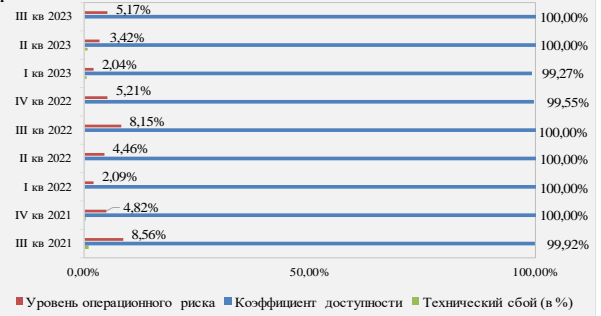 III кв 2023 5,17% 100,00%
II кв 2023 3,42% 100,00%
I кв 2023 2,04% 99,27%
IV кв 2022 5,21% 99,55%
III кв 2022 8,15% 100,00%
II кв 2022 4,46% 100,00%
I кв 2022 2,09% 100,00%
IV кв 2021 4,82% 100,00%
III кв 2021 8,56% 99,92%
0,00% 50,00% 100,00%
Уровень операционного риска Коэффициент доступности Технический сбой (в %)